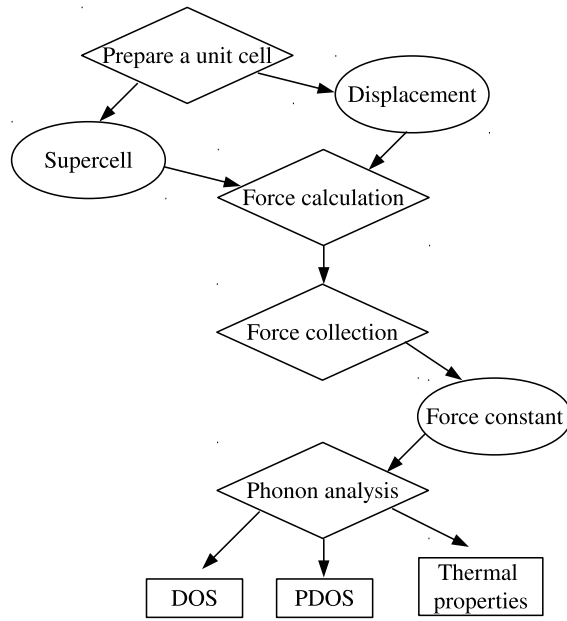 Prepare a unit cell
Displacement
Supercell
Force calculation
Force collection
Force constant
Phonon analysis
DOS
PDOS
Thermal
properties